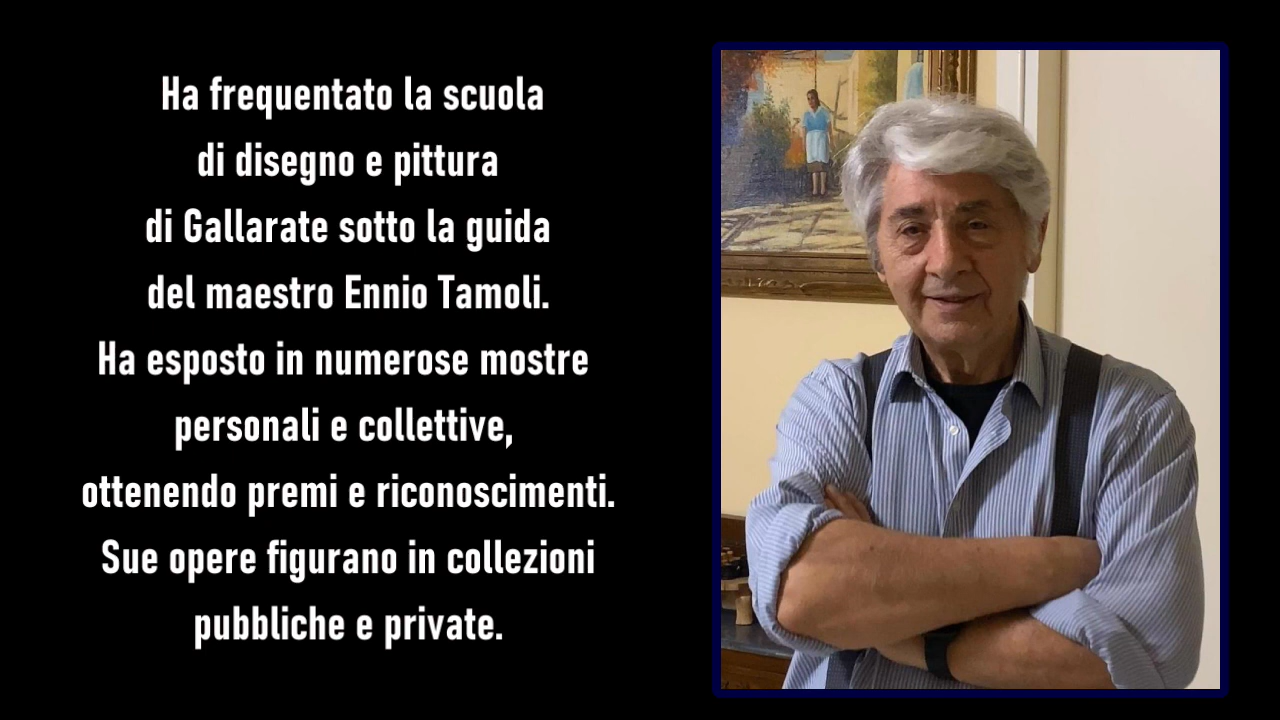 Ha frequentato la scuola
di disegno e pittura
di Gallarate sotto la guida
del maestro Ennio Tamoli.
Ha esposto in numerose mostre
personali e collettive,
ottenendo premi e riconoscimenti.
Sue opere figurano in collezioni
pubbliche e private.